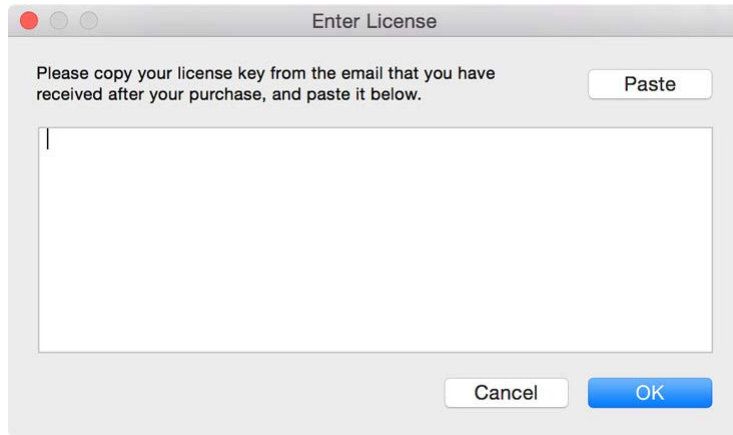 Enter License
Please copy your license key from the email that you have
received after your purchase, and paste it below.
Paste
Cancel
OK